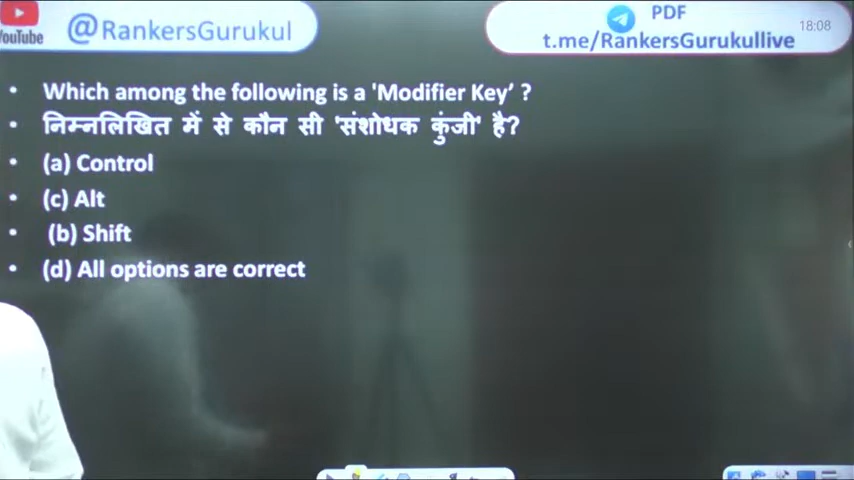 YouTube
@RankersGurukul
PDF
t.me/RankersGurukullive
18:08
• Which among the following is a 'Modifier Key' ?
• निम्नलिखित में से कौन सी 'संशोधक कुंजी' है?
• (a) Control
• (c) Alt
• (b) Shift
• (d) All options are correct